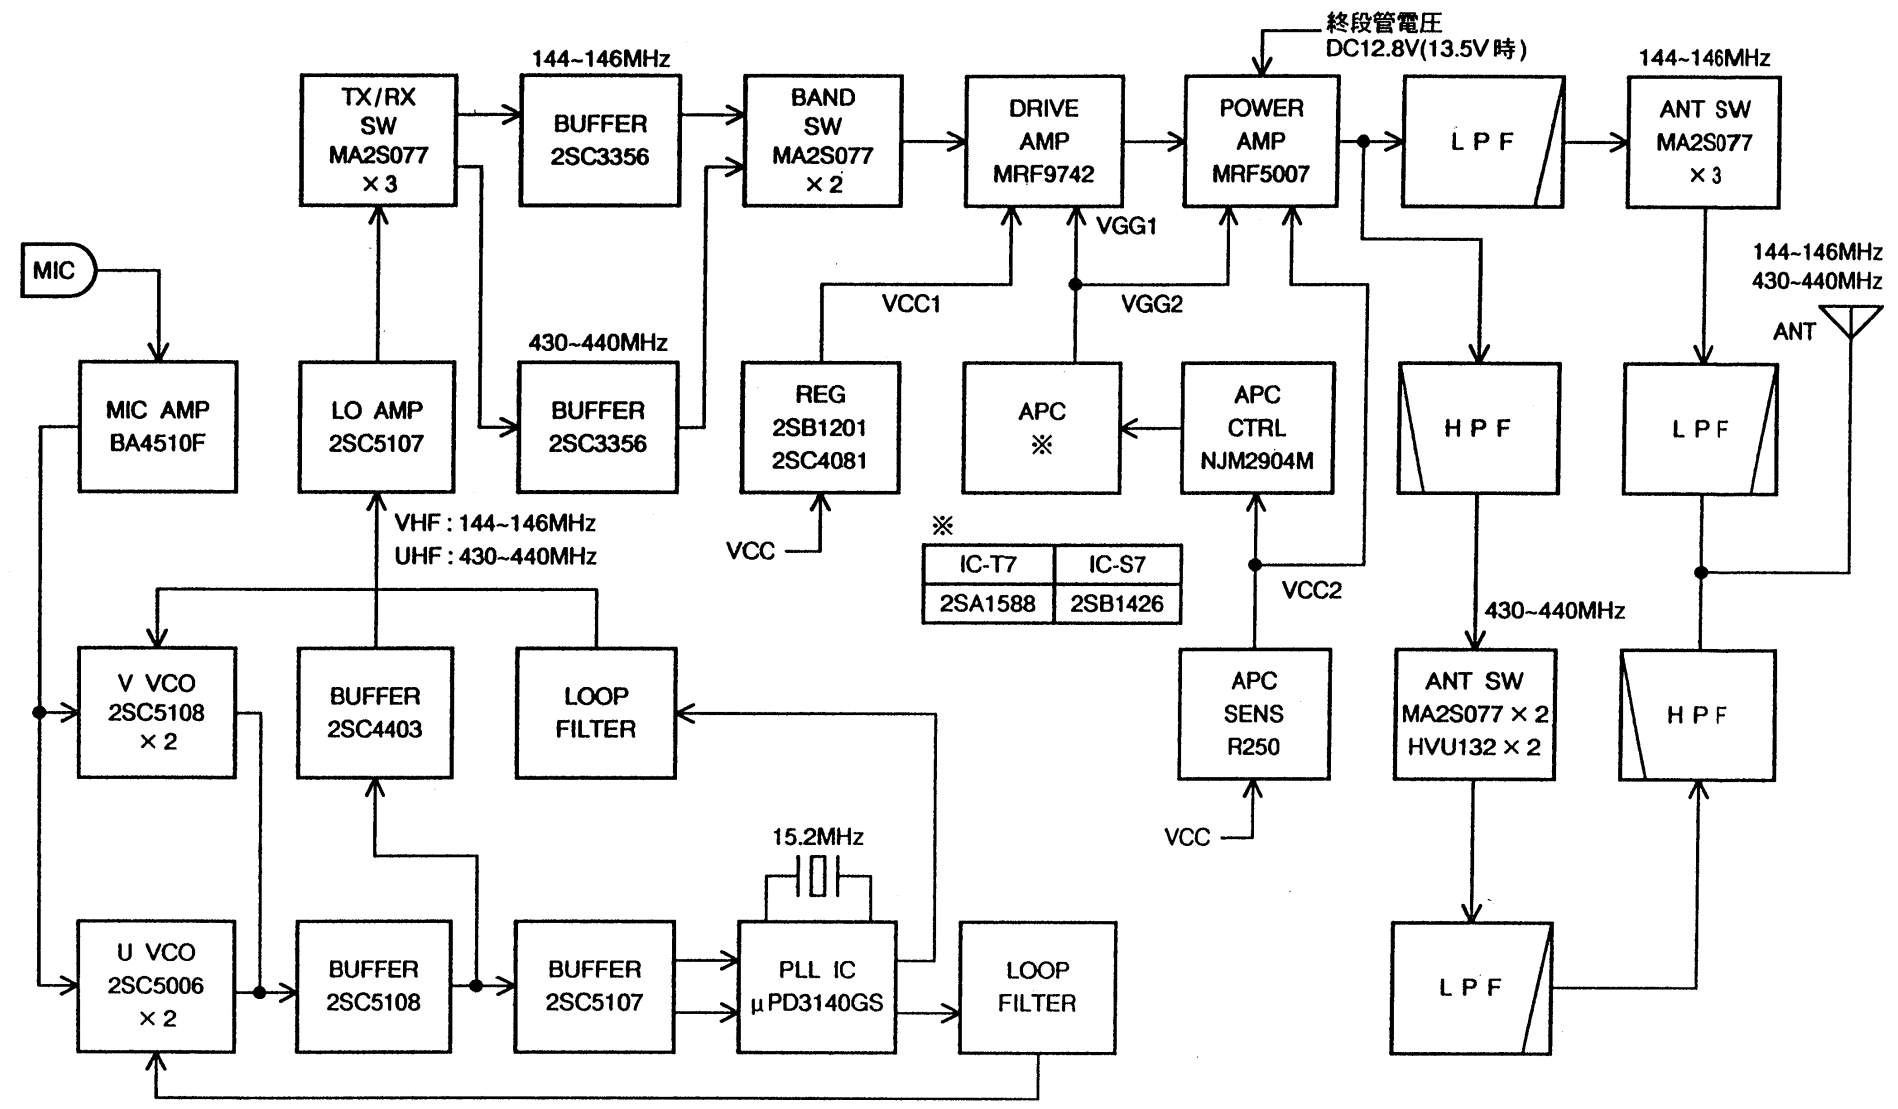 終段管電圧
DC12.8V(13.5V 時)
144~146MHz
144~146MHz
TX/RX
SW
MA2S077
×3
BUFFER
2SC3356
BAND
SW
MA2S077
×2
DRIVE
AMP
MRF9742
POWER
AMP
MRF5007
LPF
ANT SW
MA2S077
×3
VGG1
MIC
VCC1
VGG2
144~146MHz
430~440MHz
ANT
430~440MHz
MIC AMP
BA4510F
LO AMP
2SC5107
BUFFER
2SC3356
REG
2SB1201
2SC4081
APC
※
APC
CTRL
NJM2904M
HPF
LPF
VHF : 144~146MHz
UHF : 430~440MHz
VCC
※
IC-T7 IC-S7
2SA1588 2SB1426
VCC2
430~440MHz
V VCO
2SC5108
×2
BUFFER
2SC4403
LOOP
FILTER
APC
SENS
R250
ANT SW
MA2S077×2
HVU132×2
HPF
VCC
15.2MHz
U VCO
2SC5006
×2
BUFFER
2SC5108
BUFFER
2SC5107
PLL IC
μPD3140GS
LOOP
FILTER
LPF